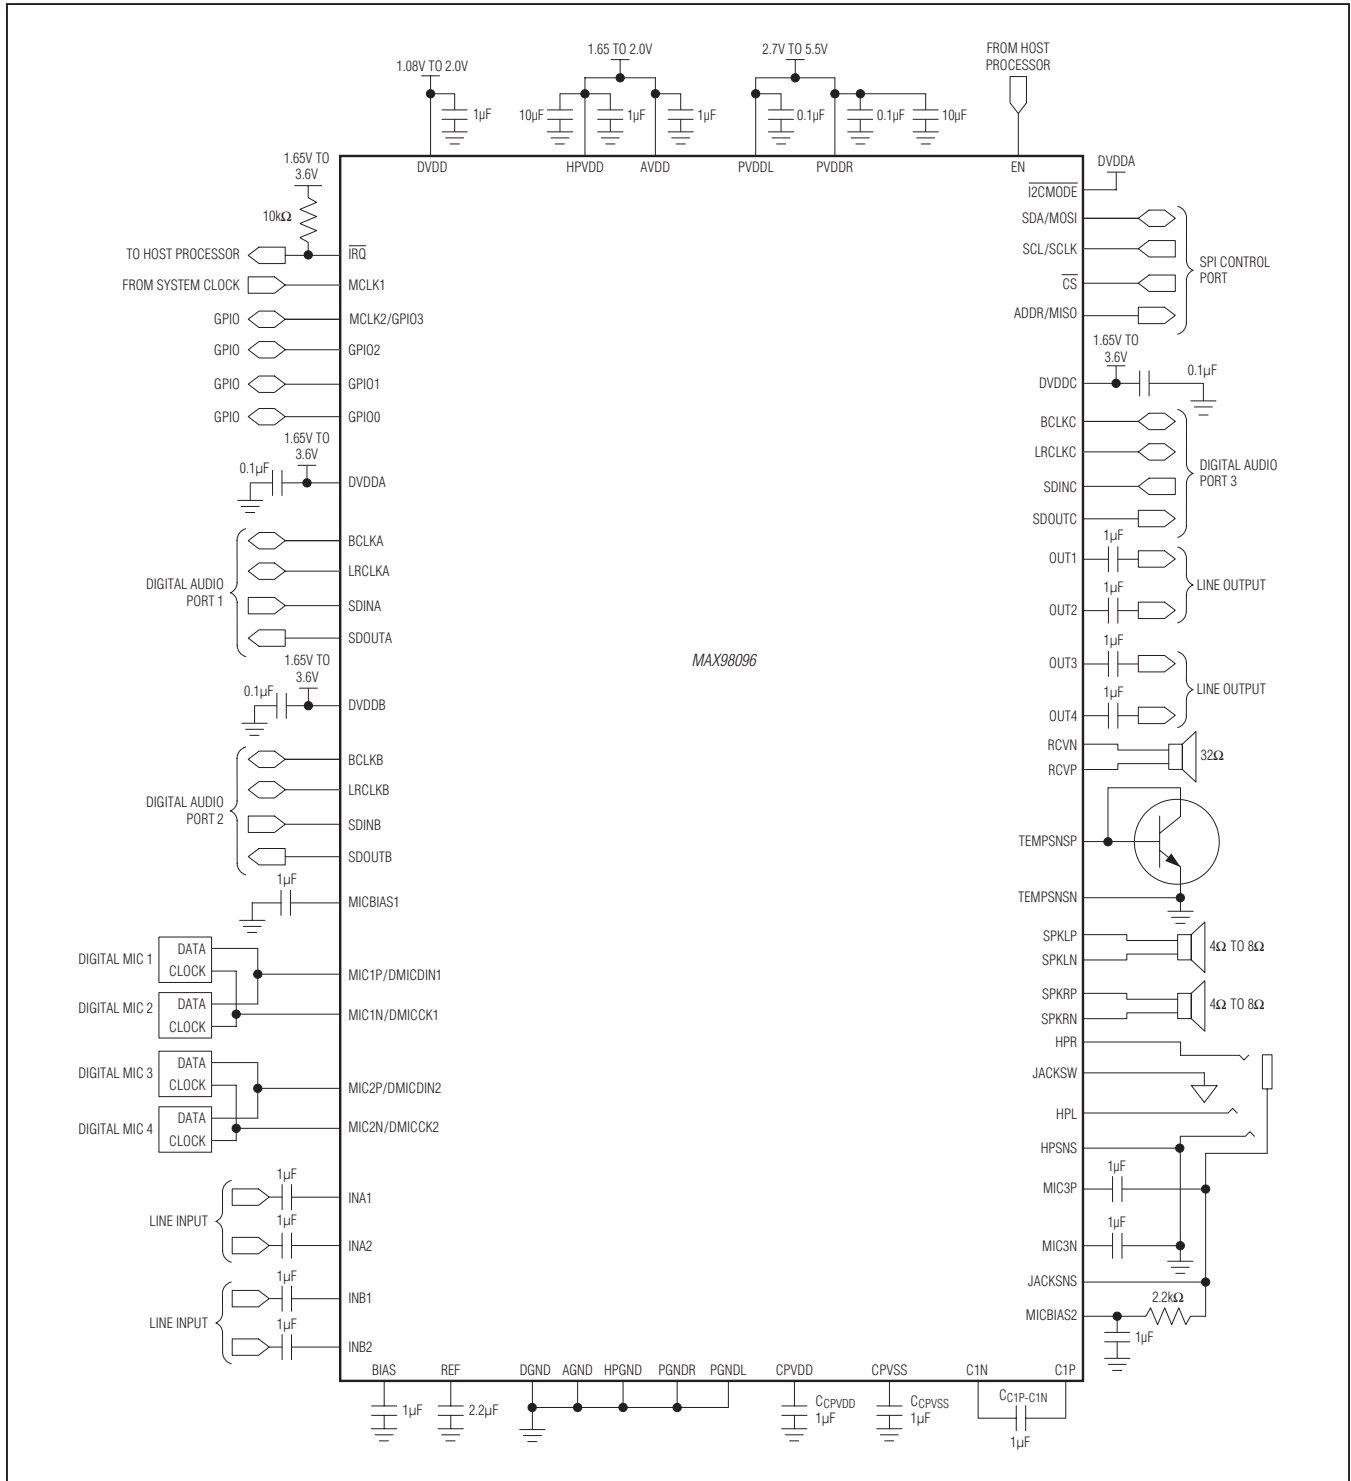 1.08V TO 2.0V
1µF
1.65 TO 2.0V
10µF
1µF
1µF
2.7V TO 5.5V
0.1µF
0.1µF
10µF
FROM HOST
PROCESSOR
DVDD
HPVDD
AVDD
PVDDL
PVDDR
EN
1.65V TO
3.6V
10kΩ
TO HOST PROCESSOR
IRQ
FROM SYSTEM CLOCK
MCLK1
GPIO
MCLK2/GPIO3
GPIO
GPIO2
GPIO
GPIO1
GPIO
GPIO0
1.65V TO
3.6V
0.1µF
DVDDA
DIGITAL AUDIO
PORT 1
BCLKA
LRCLKA
SDINA
SDOUTA
1.65V TO
3.6V
0.1µF
DVDDB
DIGITAL AUDIO
PORT 2
BCLKB
LRCLKB
SDINB
SDOUTB
1µF
MICBIAS1
DIGITAL MIC 1
DATA
CLOCK
MIC1P/DMICDIN1
DIGITAL MIC 2
DATA
CLOCK
MIC1N/DMICCK1
DIGITAL MIC 3
DATA
CLOCK
MIC2P/DMICDIN2
DIGITAL MIC 4
DATA
CLOCK
MIC2N/DMICCK2
LINE INPUT
1µF
INA1
1µF
INA2
LINE INPUT
1µF
INB1
1µF
INB2
MAX98096
DVDDA
I2CMODE
SDA/MOSI
SCL/SCLK
CS
ADDR/MISO
SPI CONTROL
PORT
1.65V TO
3.6V
0.1µF
DVDDC
BCLKC
LRCLKC
SDINC
SDOUTC
DIGITAL AUDIO
PORT 3
1µF
OUT1
1µF
OUT2
LINE OUTPUT
1µF
OUT3
1µF
OUT4
LINE OUTPUT
RCVN
RCVP
32Ω
TEMPSNSP
TEMPSNSN
SPKLP
SPKLN
4Ω TO 8Ω
SPKRP
SPKRN
4Ω TO 8Ω
HPR
JACKSW
HPL
HPSNS
1µF
MIC3P
1µF
MIC3N
JACKSNS
2.2kΩ
MICBIAS2
1µF
BIAS
REF
DGND
AGND
HPGND
PGNDR
PGNDL
CPVDD
CPVSS
C1N
C1P
1µF
2.2µF
CCPVDD
1µF
CCPVSS
1µF
CC1P-C1N
1µF